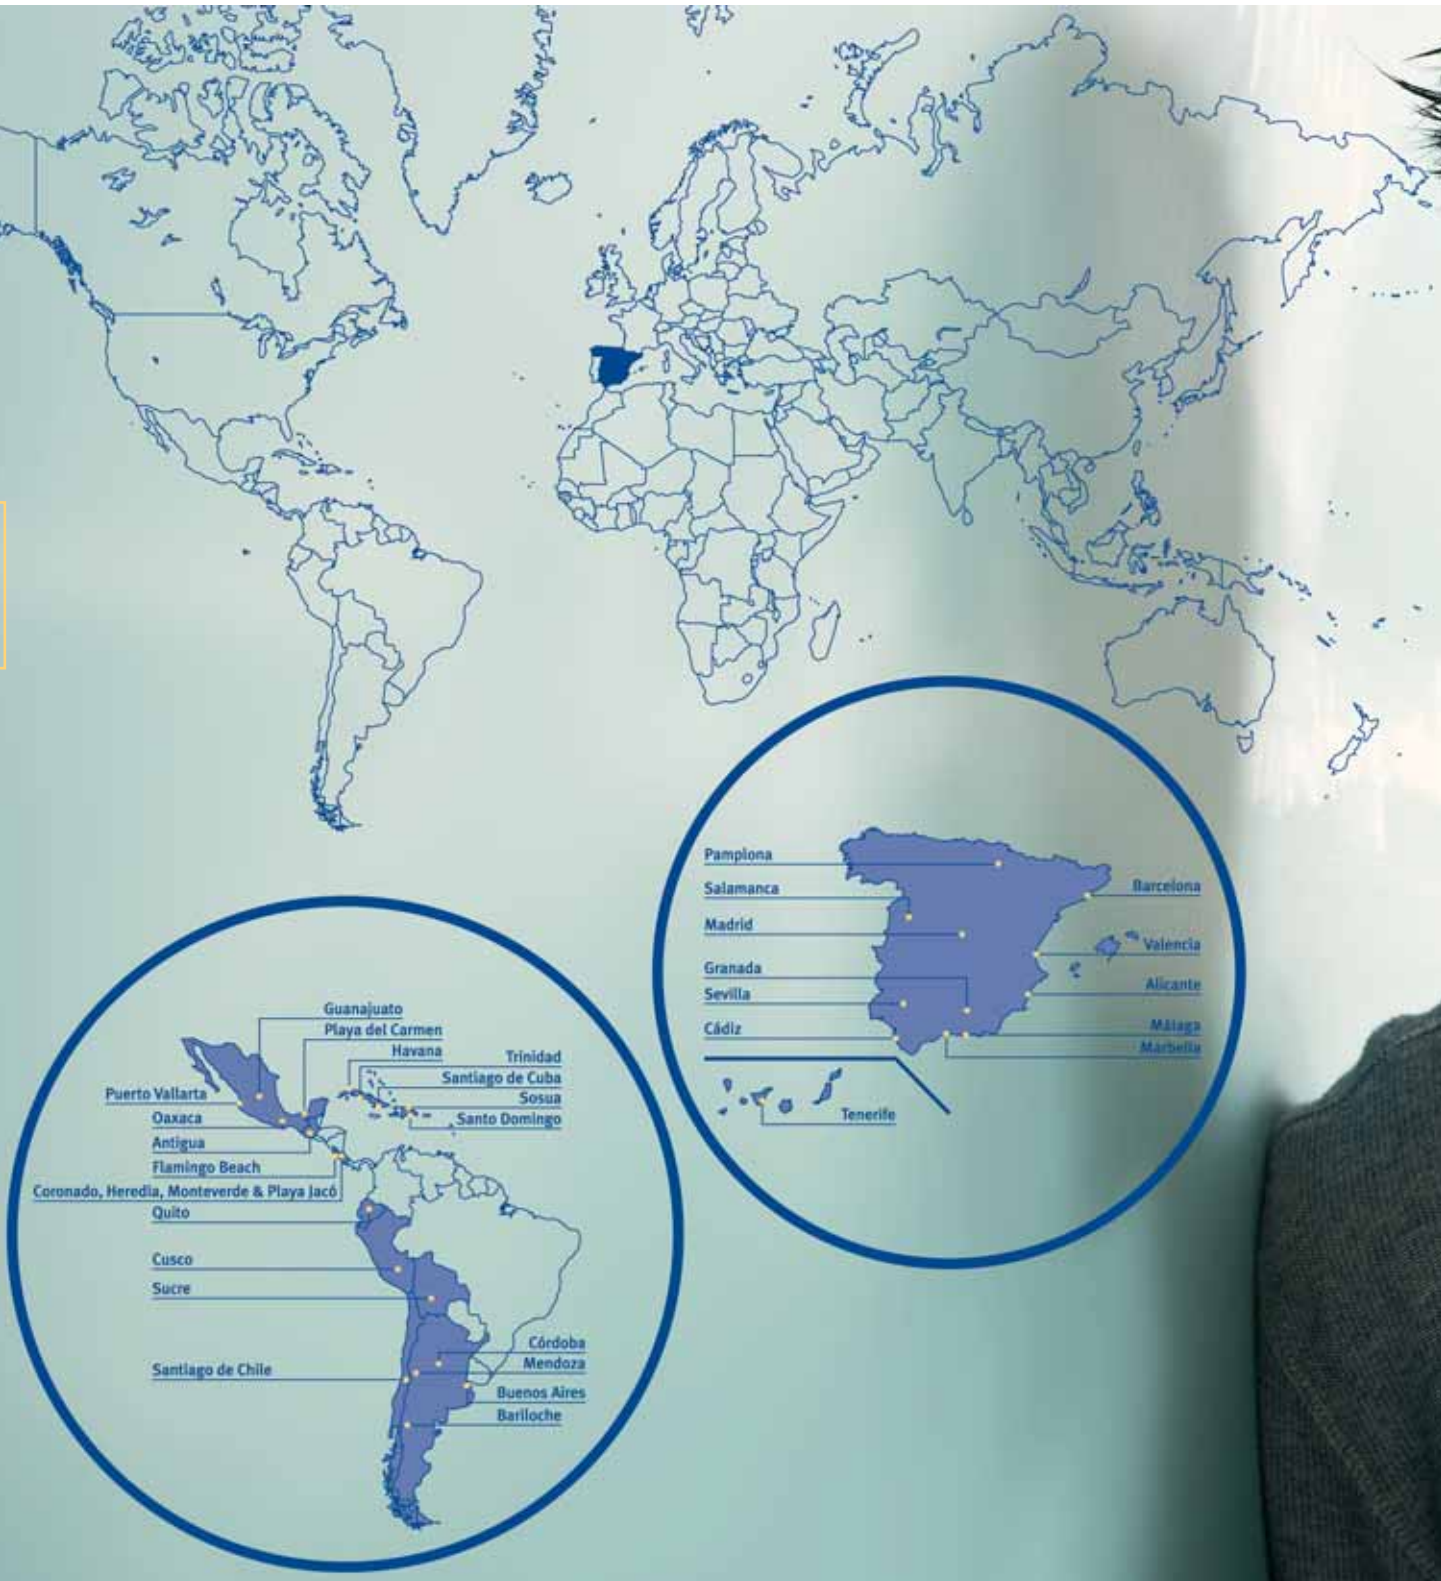 Pamplona
Salamanca
Madrid
Granada
Sevilla
Cádiz
Barcelona
Valencia
Alicante
Málaga
Marbella
Tenerife
Guanajuato
Playa del Carmen
Havana
Trinidad
Santiago de Cuba
Sosua
Santo Domingo
Puerto Vallarta
Oaxaca
Antigua
Flamingo Beach
Coronado, Heredia, Monteverde & Playa Jacó
Quito
Cusco
Sucre
Santiago de Chile
Córdoba
Mendoza
Buenos Aires
Bariloche